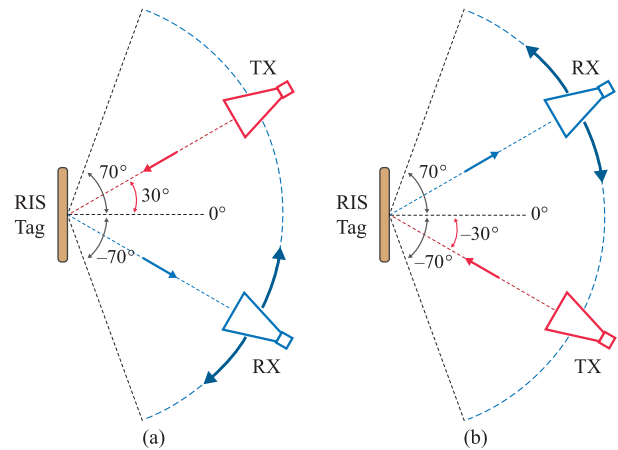 TX
70°
30°
RIS
Tag
0°
–70°
RX
(a)
RX
70°
RIS
Tag
0°
–30°
–70°
TX
(b)